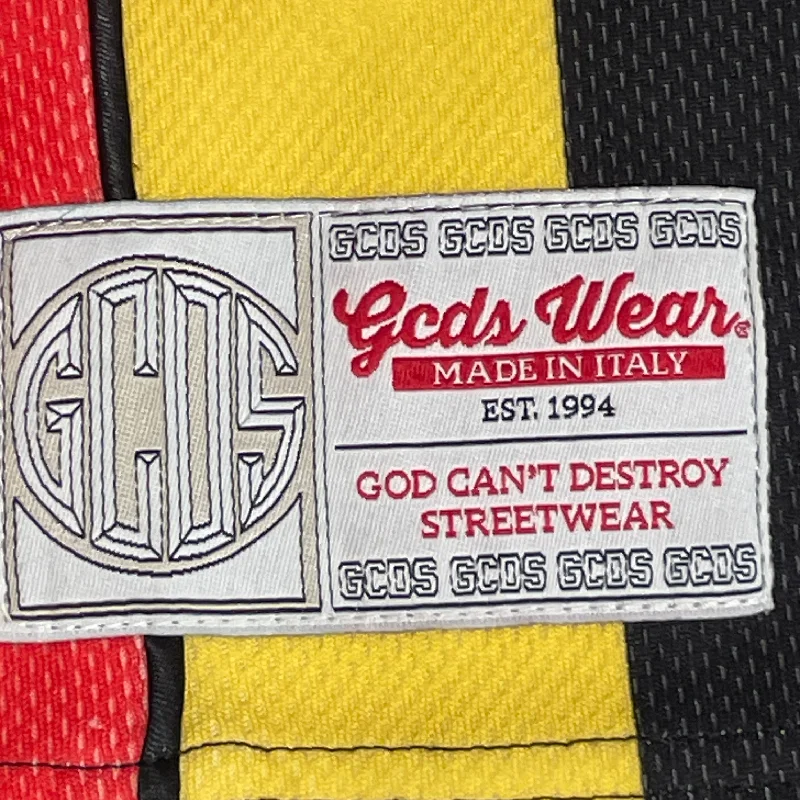 GCDS
GCDS GCDS GCDS GCDS
Gcds Wear®
MADE IN ITALY
EST. 1994
GOD CAN'T DESTROY
STREETWEAR
GCDS GCDS GCDS GCDS